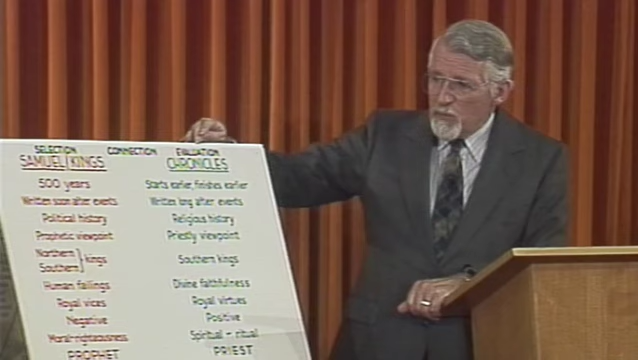 SELECTION CONNECTION EVALUATION
SAMUEL/KINGS CHRONICLES
500 years Starts earlier, finishes earlier
Written soon after events Written long after events
Political history Religious history
Prophetic viewpoint Priestly viewpoint
Northern } kings Southern kings
Southern
Human failings Divine faithfulness
Royal vices Royal virtues
Negative Positive
Moral-righteousness Spiritual - ritual
PROPHET PRIEST